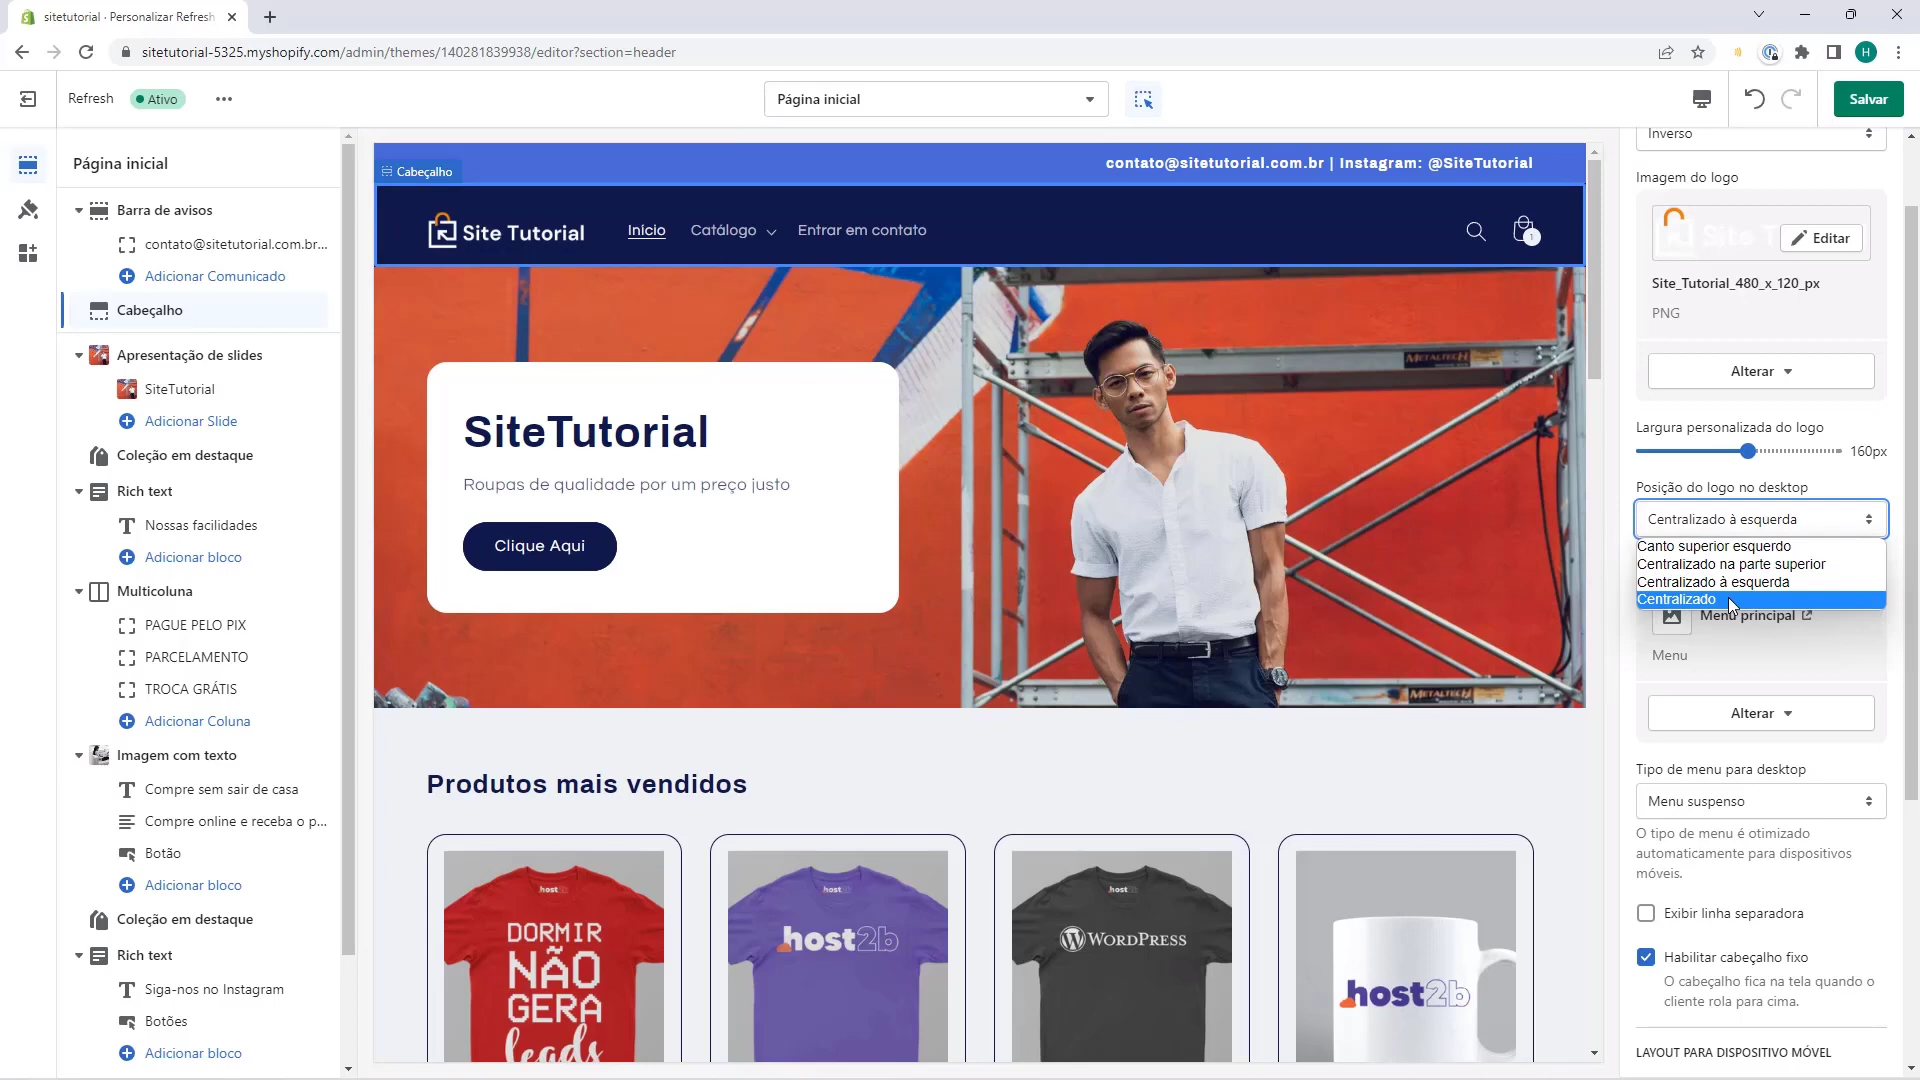 sitetutorial · Personalizar Refresh
sitetutorial-5325.myshopify.com/admin/themes/140281839938/editor?section=header
H
Refresh
Ativo
Página inicial
Salvar
Página inicial
Barra de avisos
contato@sitetutorial.com.br...
Adicionar Comunicado
Cabeçalho
Apresentação de slides
SiteTutorial
Adicionar Slide
Coleção em destaque
Rich text
Nossas facilidades
Adicionar bloco
Multicoluna
PAGUE PELO PIX
PARCELAMENTO
TROCA GRÁTIS
Adicionar Coluna
Imagem com texto
Compre sem sair de casa
Compre online e receba o p...
Botão
Adicionar bloco
Coleção em destaque
Rich text
Siga-nos no Instagram
Botões
Adicionar bloco
contato@sitetutorial.com.br | Instagram: @SiteTutorial
Cabeçalho
Site Tutorial
Início
Catálogo
Entrar em contato
1
METALTECH
SiteTutorial
Roupas de qualidade por um preço justo
Clique Aqui
METALTECH
Produtos mais vendidos
host
DORMIR
NÃO
GERA
leads
host
host2b
host
WORDPRESS
host2b
Inverso
Imagem do logo
Site T
Editar
Site_Tutorial_480_x_120_px
PNG
Alterar
Largura personalizada do logo
160px
Posição do logo no desktop
Centralizado à esquerda
Canto superior esquerdo
Centralizado na parte superior
Centralizado à esquerda
Centralizado
Menu principal
Menu
Alterar
Tipo de menu para desktop
Menu suspenso
O tipo de menu é otimizado
automaticamente para dispositivos
móveis.
Exibir linha separadora
Habilitar cabeçalho fixo
O cabeçalho fica na tela quando o
cliente rola para cima.
LAYOUT PARA DISPOSITIVO MÓVEL